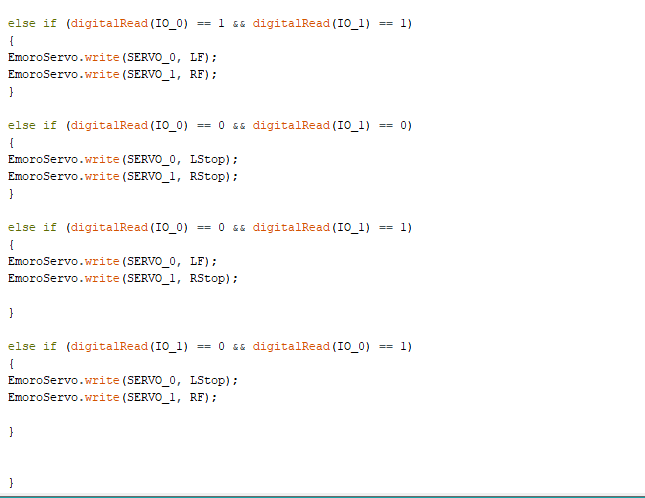 else if (digitalRead(IO_0) == 1 && digitalRead(IO_1) == 1)
{
EmoroServo.write(SERVO_0, LF);
EmoroServo.write(SERVO_1, RF);
}
else if (digitalRead(IO_0) == 0 && digitalRead(IO_1) == 0)
{
EmoroServo.write(SERVO_0, LStop);
EmoroServo.write(SERVO_1, RStop);
}
else if (digitalRead(IO_0) == 0 && digitalRead(IO_1) == 1)
{
EmoroServo.write(SERVO_0, LF);
EmoroServo.write(SERVO_1, RStop);
}
else if (digitalRead(IO_1) == 0 && digitalRead(IO_0) == 1)
{
EmoroServo.write(SERVO_0, LStop);
EmoroServo.write(SERVO_1, RF);
}
}